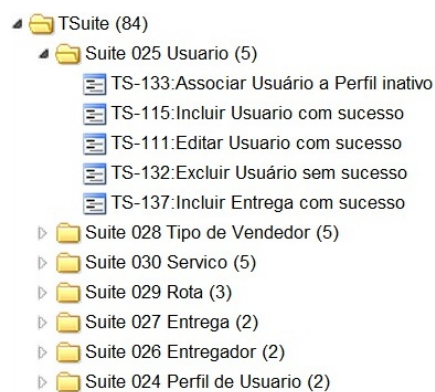 TSuite (84)
Suite 025 Usuario (5)
TS-133:Associar Usuário a Perfil inativo
TS-115:Incluir Usuario com sucesso
TS-111:Editar Usuario com sucesso
TS-132:Excluir Usuário sem sucesso
TS-137:Incluir Entrega com sucesso
Suite 028 Tipo de Vendedor (5)
Suite 030 Servico (5)
Suite 029 Rota (3)
Suite 027 Entrega (2)
Suite 026 Entregador (2)
Suite 024 Perfil de Usuario (2)